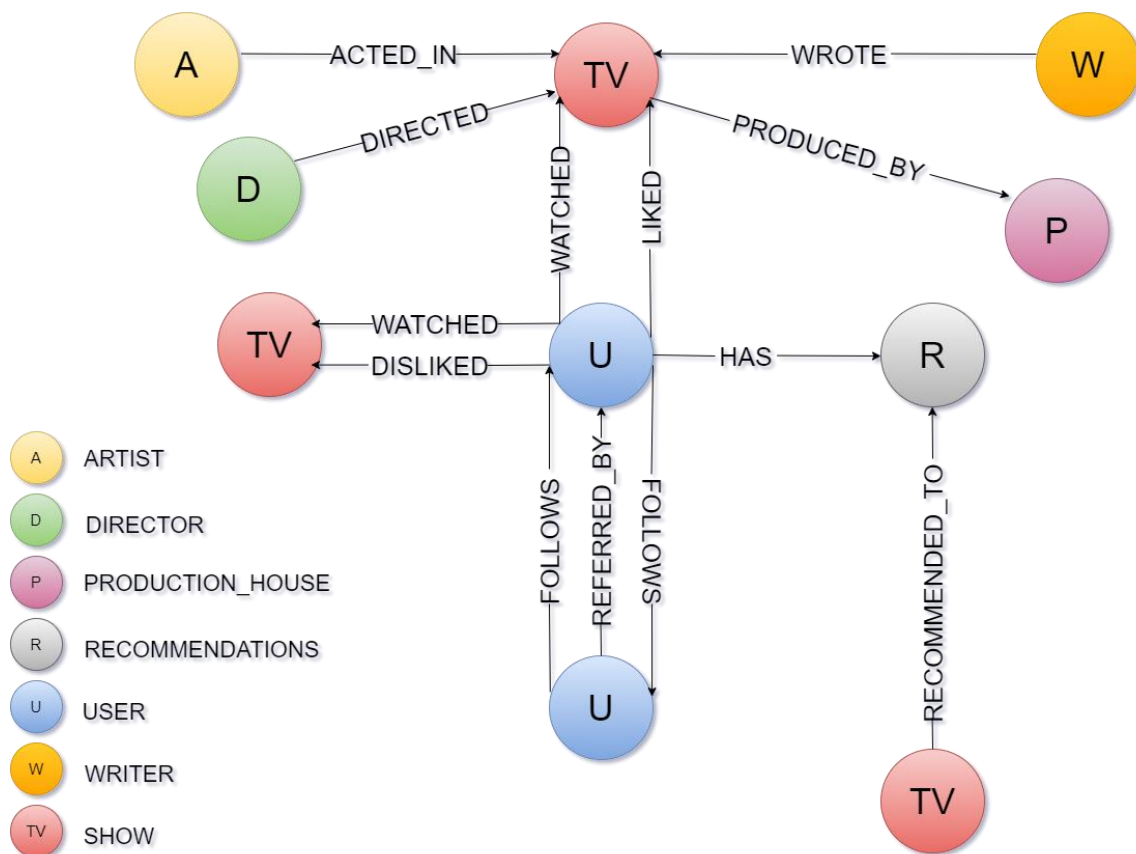 A
ACTED_IN
TV
WROTE
W
DIRECTED
D
PRODUCED_BY
P
WATCHED
LIKED
TV
WATCHED
DISLIKED
U
HAS
R
FOLLOWS
REFERRED_BY
FOLLOWS
RECOMMENDED_TO
U
TV
A ARTIST
D DIRECTOR
P PRODUCTION_HOUSE
R RECOMMENDATIONS
U USER
W WRITER
TV SHOW